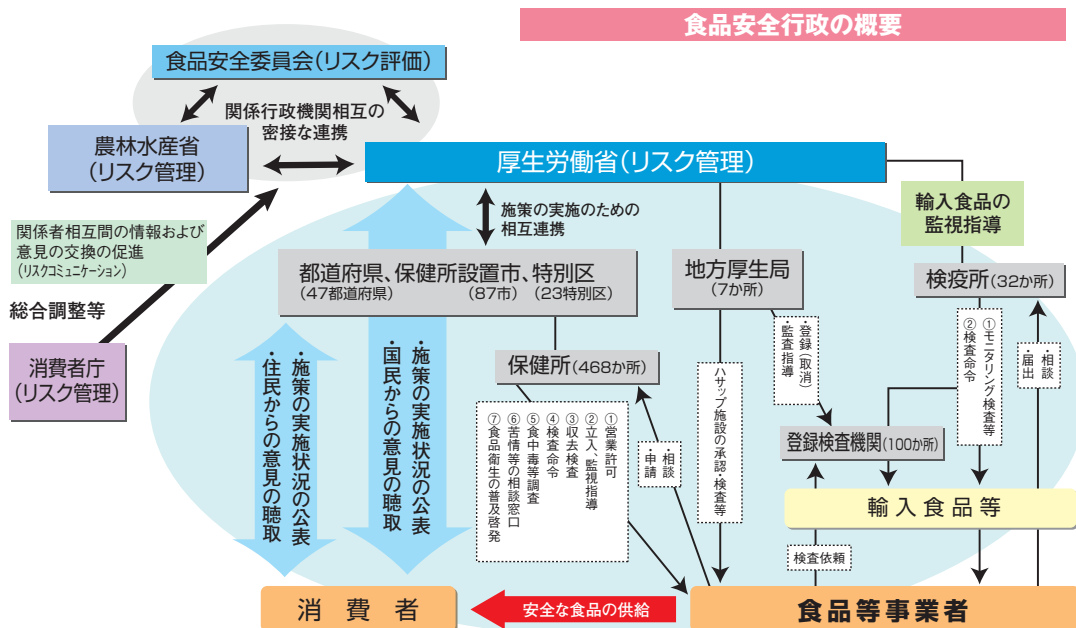 食品安全行政の概要
食品安全委員会(リスク評価)
関係行政機関相互の
密接な連携
農林水産省
(リスク管理)
厚生労働省(リスク管理)
輸入食品の
監視指導
施策の実施のための
相互連携
関係者相互間の情報および
意見の交換の促進
(リスクコミュニケーション)
総合調整等
消費者庁
(リスク管理)
都道府県、保健所設置市、特別区
(47都道府県)
(87市)
(23特別区)
地方厚生局
(7か所)
検疫所(32か所)
・施策の実施状況の公表
・住民からの意見の聴取
・施策の実施状況の公表
・国民からの意見の聴取
保健所(468か所)
①営業許可
②立入、監視指導
③収去検査
④検査命令
⑤食中毒等調査
⑥苦情等の相談窓口
⑦食品衛生の普及啓発
・相談
・申請
ハサップ施設の承認・検査等
・登録(取消)
・監査指導
①モニタリング検査等
②検査命令
・相談
・届出
登録検査機関(100か所)
輸入食品等
検査依頼
消費者
安全な食品の供給
食品等事業者